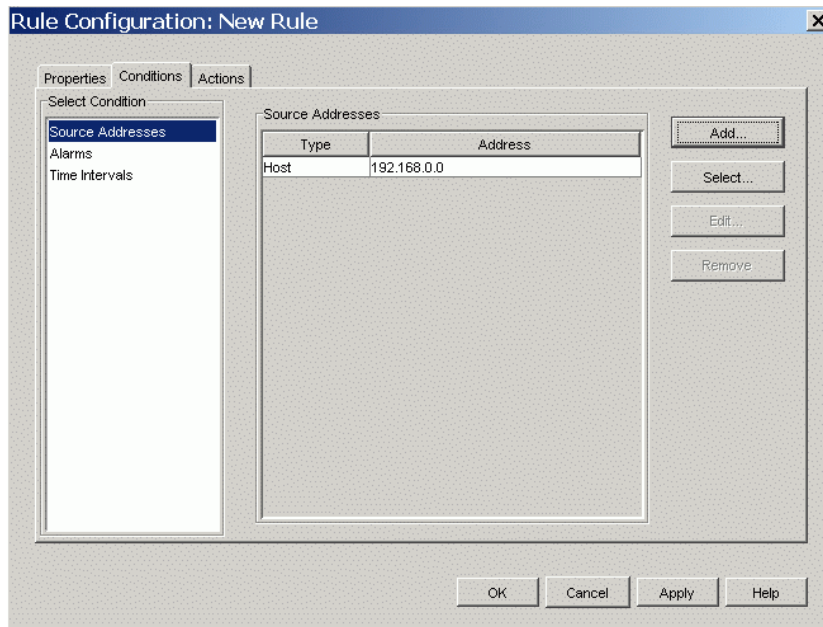 Rule Configuration: New Rule
Properties Conditions Actions
Select Condition
Source Addresses
Alarms
Time Intervals
Source Addresses
Type Address
Host 192.168.0.0
Add...
Select...
Edit...
Remove
OK Cancel Apply Help